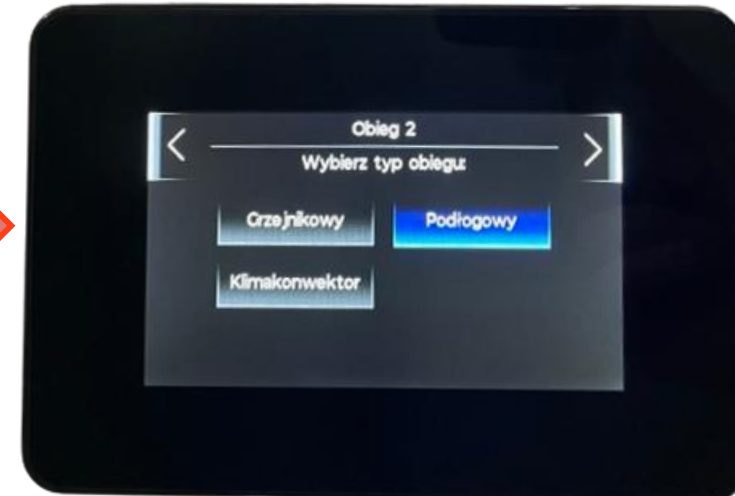 Obieg 2
Wybierz typ obiegu:
Grzejnikowy
Podłogowy
Klimakonwektor